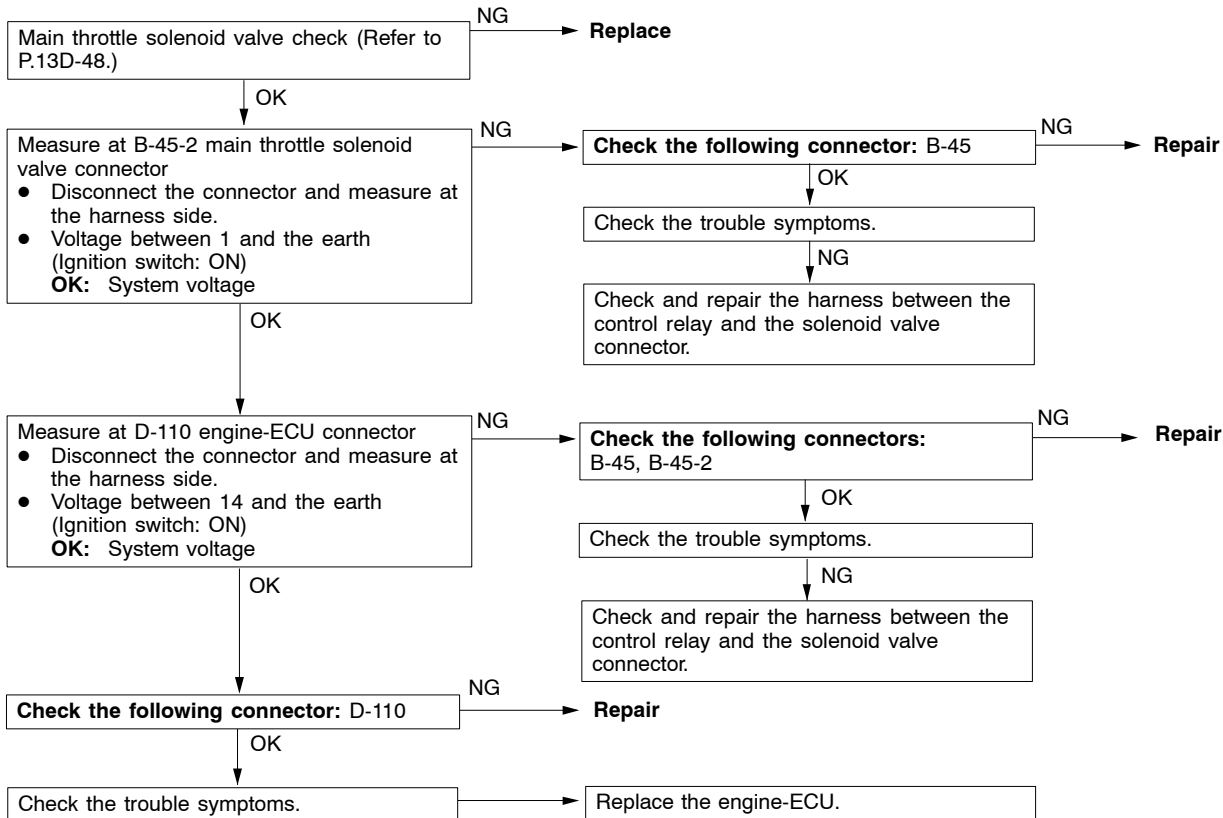 Main throttle solenoid valve check (Refer to
P.13D-48.)
NG
Replace
OK
Measure at B-45-2 main throttle solenoid
valve connector
● Disconnect the connector and measure at
the harness side.
● Voltage between 1 and the earth
(Ignition switch: ON)
OK: System voltage
NG
Check the following connector: B-45
NG
Repair
OK
Check the trouble symptoms.
NG
Check and repair the harness between the
control relay and the solenoid valve
connector.
OK
Measure at D-110 engine-ECU connector
● Disconnect the connector and measure at
the harness side.
● Voltage between 14 and the earth
(Ignition switch: ON)
OK: System voltage
NG
Check the following connectors:
B-45, B-45-2
NG
Repair
OK
Check the trouble symptoms.
NG
Check and repair the harness between the
control relay and the solenoid valve
connector.
OK
Check the following connector: D-110
NG
Repair
OK
Check the trouble symptoms.
Replace the engine-ECU.